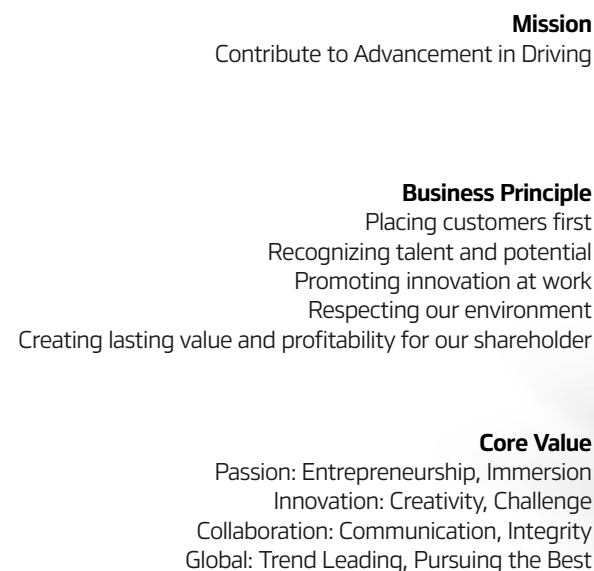 Mission
Contribute to Advancement in Driving
Business Principle
Placing customers first
Recognizing talent and potential
Promoting innovation at work
Respecting our environment
Creating lasting value and profitability for our shareholder
Core Value
Passion: Entrepreneurship, Immersion
Innovation: Creativity, Challenge
Collaboration: Communication, Integrity
Global: Trend Leading, Pursuing the Best